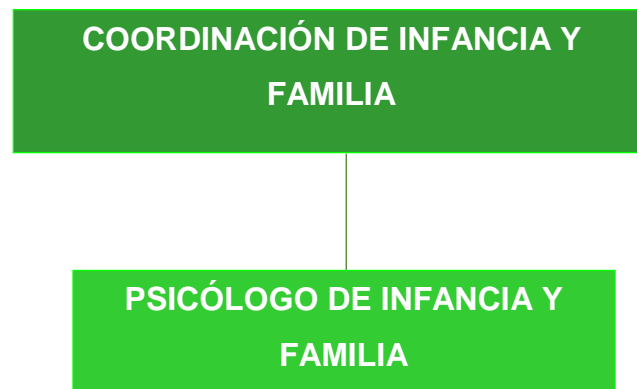 COORDINACIÓN DE INFANCIA Y
FAMILIA
PSICÓLOGO DE INFANCIA Y
FAMILIA